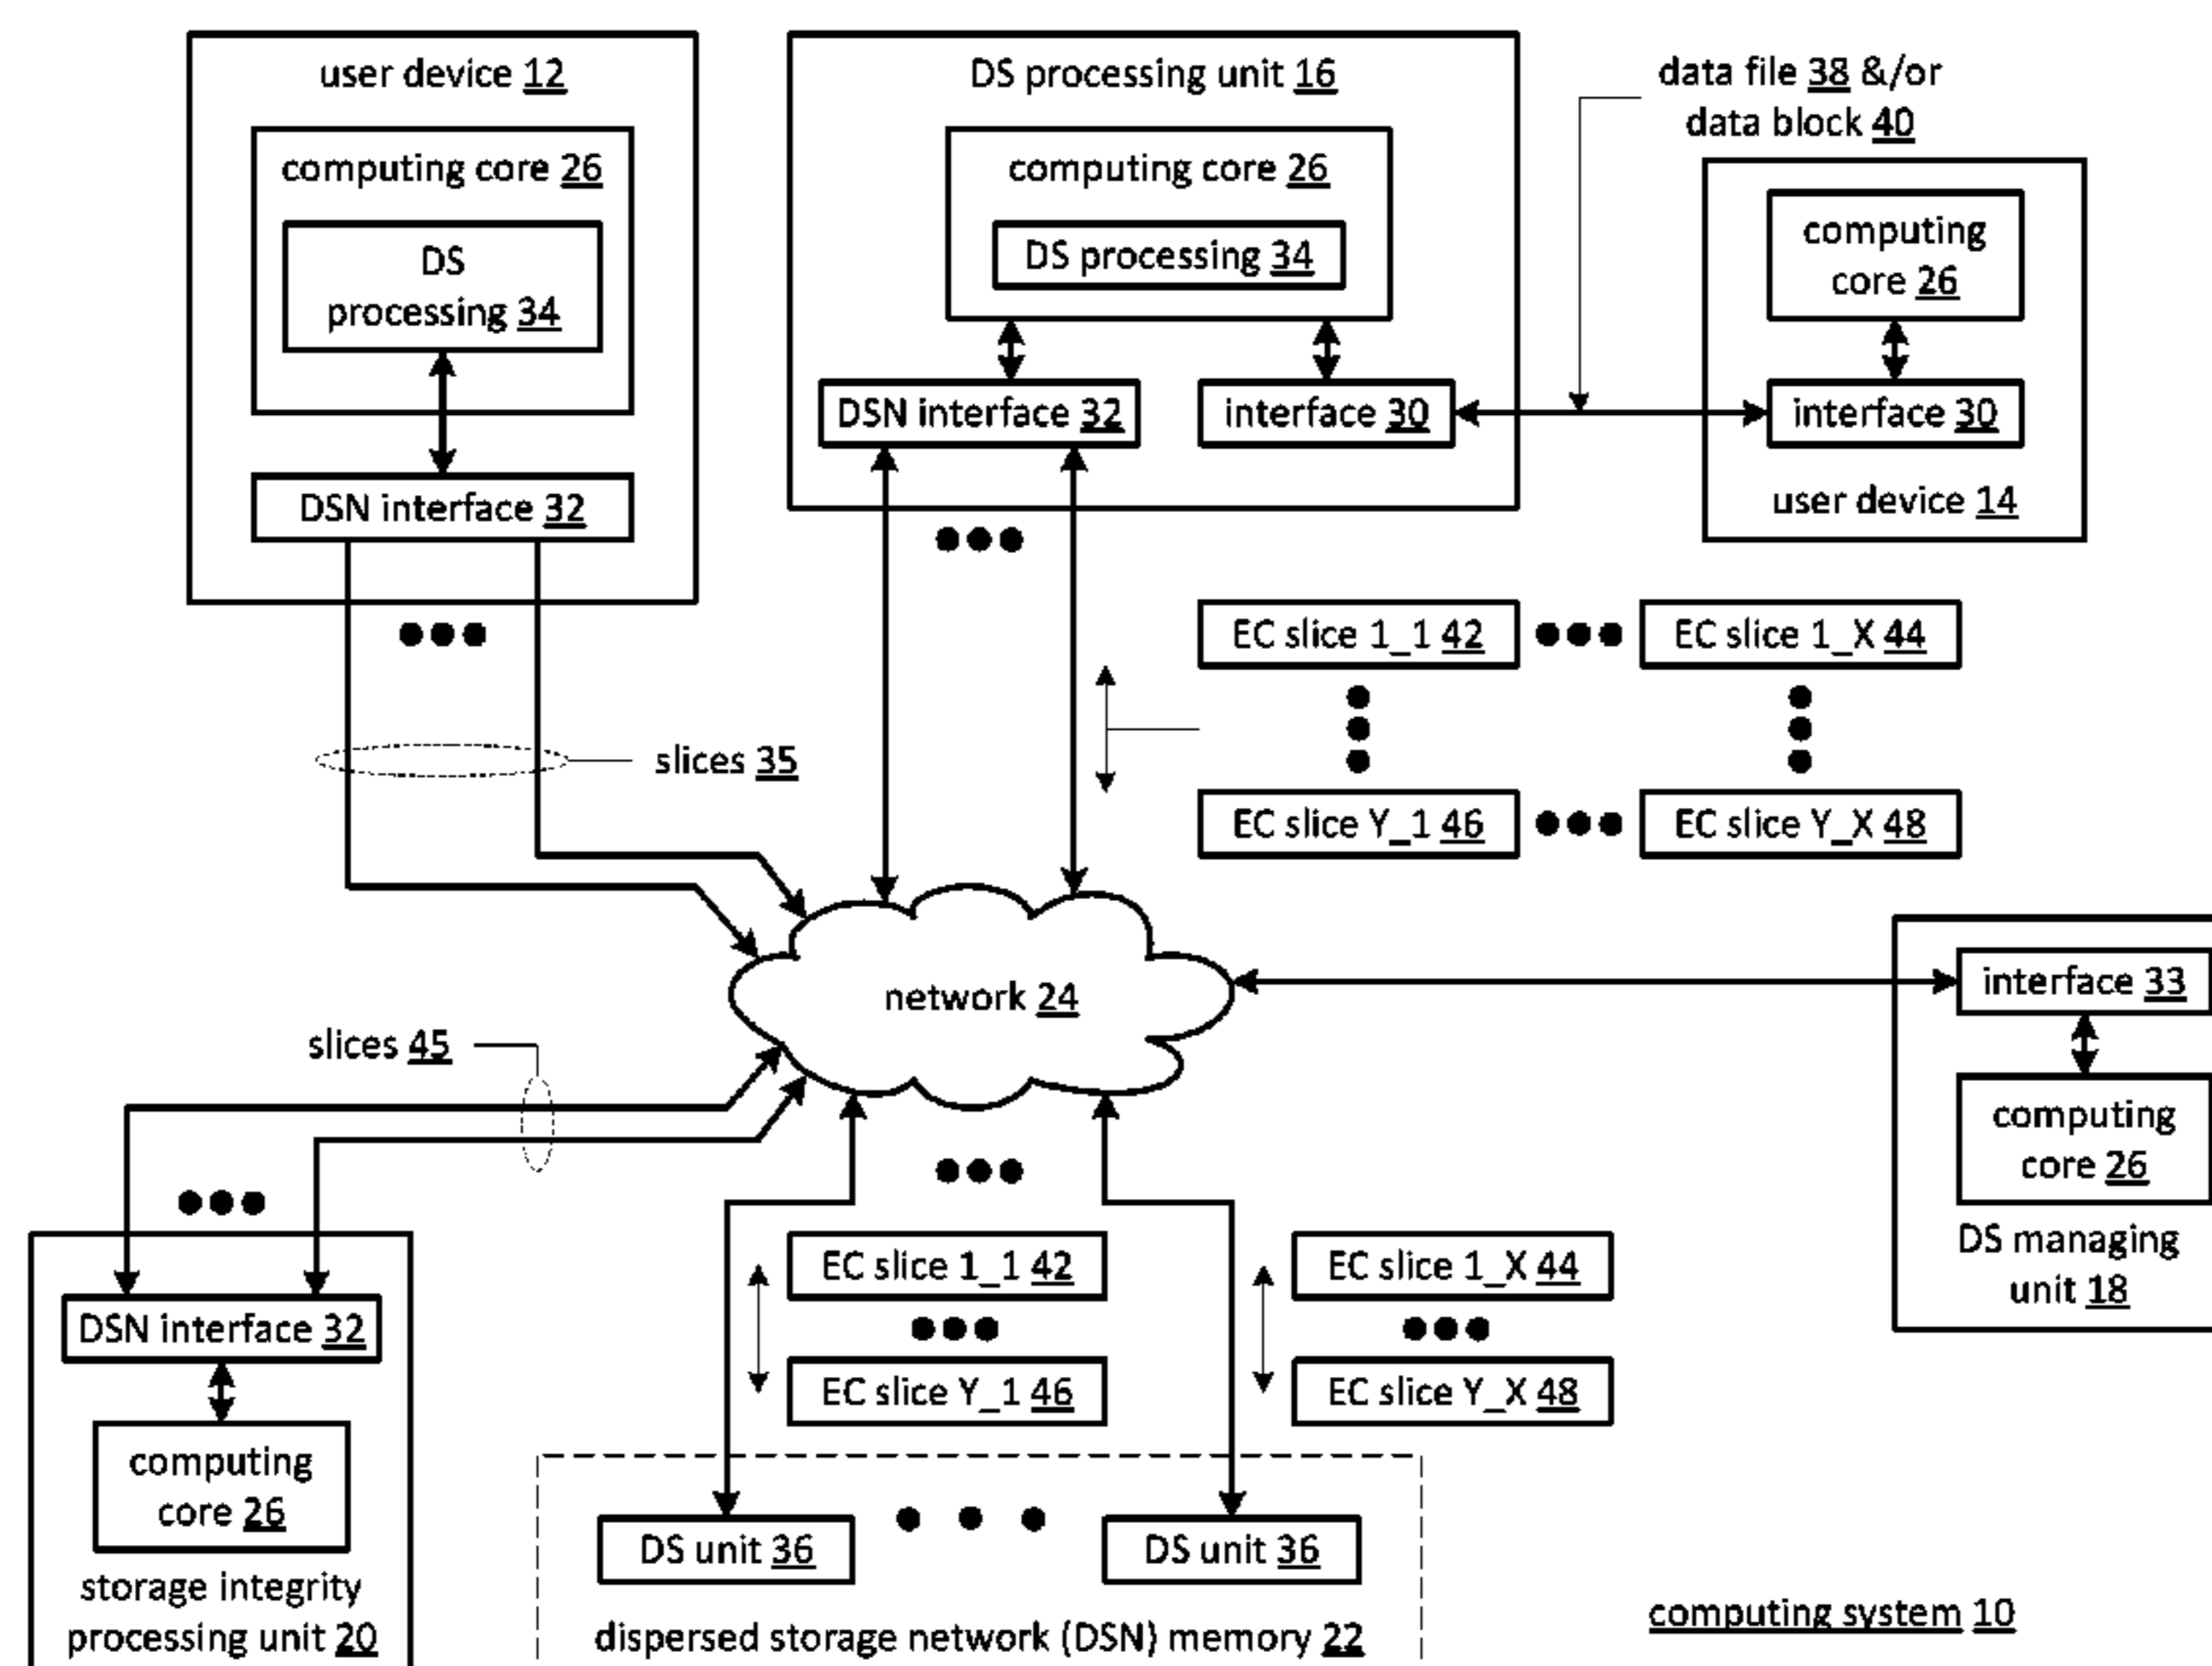 user device 12
computing core 26
DS
processing 34
DSN interface 32
DS processing unit 16
computing core 26
DS processing 34
DSN interface 32
interface 30
data file 38 &/or
data block 40
computing
core 26
interface 30
user device 14
slices 35
EC slice 1_1 42
EC slice 1_X 44
EC slice Y_1 46
EC slice Y_X 48
network 24
interface 33
computing
core 26
DS managing
unit 18
slices 45
DSN interface 32
computing
core 26
storage integrity
processing unit 20
EC slice 1_1 42
EC slice Y_1 46
EC slice 1_X 44
EC slice Y_X 48
DS unit 36
DS unit 36
dispersed storage network (DSN) memory 22
computing system 10